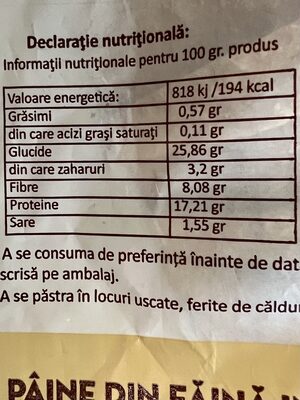 Declarație nutrițională:
Informații nutriționale pentru 100 gr. produs
Valoare energetică: 818 kj /194 kcal
Grăsimi 0,57 gr
din care acizi grași saturați 0,11 gr
Glucide 25,86 gr
din care zaharuri 3,2 gr
Fibre 8,08 gr
Proteine 17,21 gr
Sare 1,55 gr
A se consuma de preferință înainte de dat
scrisă pe ambalaj.
A se păstra în locuri uscate, ferite de căldu
PÂINE DIN FĂINĂ